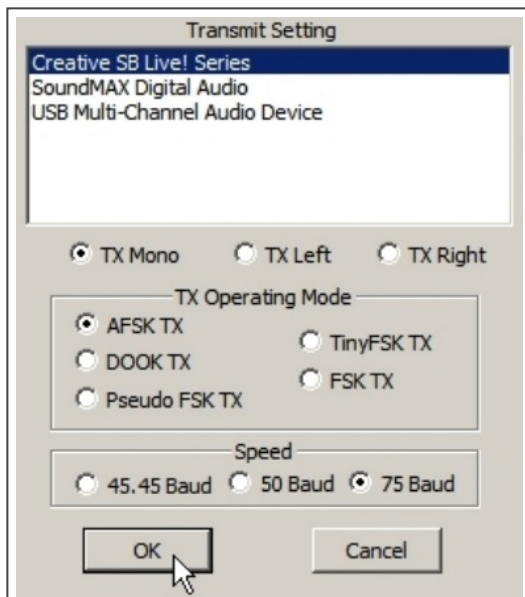 Transmit Setting
Creative SB Live! Series
SoundMAX Digital Audio
USB Multi-Channel Audio Device
TX Mono TX Left TX Right
TX Operating Mode
AFSK TX
TinyFSK TX
DOOK TX
FSK TX
Pseudo FSK TX
Speed
45.45 Baud 50 Baud 75 Baud
OK Cancel